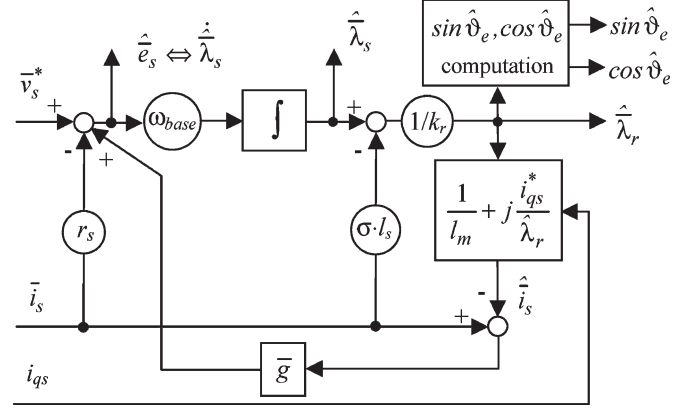 sin ϑ̂e, cos ϑ̂e
computation
sin ϑ̂e
cos ϑ̂e
ē̂s ⇔ λ̄̂̇s
λ̄̂s
v̄s*
+
-
+
ωbase
∫
+
-
1/kr
λ̄̂r
rs
σ·ls
1/lm + j iqs*/λ̂r
īs
-
ī̂s
+
ḡ
iqs